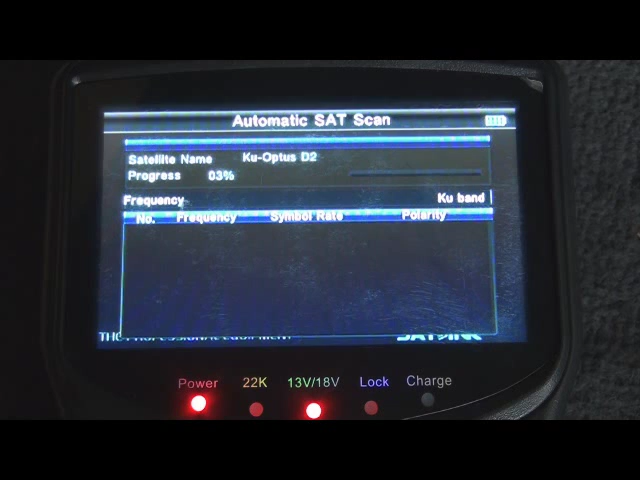 Automatic SAT Scan
Satellite Name Ku-Optus D2
Progress 03%
Frequency Ku band
No. Frequency Symbol Rate Polarity
SATLINK
Power 22K 13V/18V Lock Charge